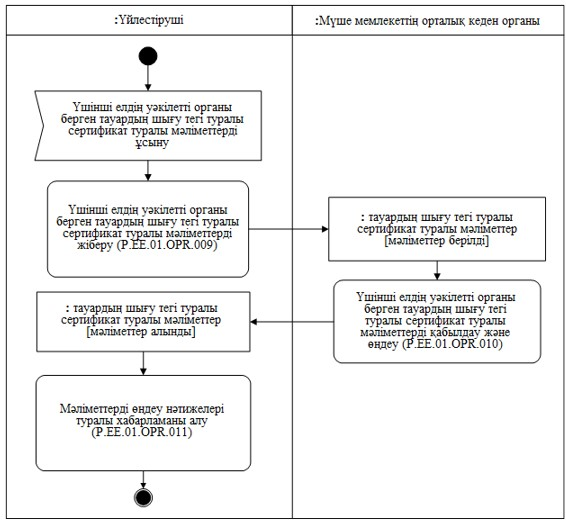 :Үйлестіруші
:Мүше мемлекеттің орталық кеден органы
Үшінші елдің уәкілетті органы
берген тауардың шығу тегі туралы
сертификат туралы мәліметтерді
ұсыну
Үшінші елдің уәкілетті органы
берген тауардың шығу тегі туралы
сертификат туралы мәліметтерді
жіберу (P.EE.01.OPR.009)
: тауардың шығу тегі туралы
сертификат туралы мәліметтер
[мәліметтер берілді]
Үшінші елдің уәкілетті органы
берген тауардың шығу тегі
туралы сертификат туралы
мәліметтерді қабылдау және
өңдеу (P.EE.01.OPR.010)
: тауардың шығу тегі туралы
сертификат туралы мәліметтер
[мәліметтер алынды]
Мәліметтерді өңдеу нәтижелері
туралы хабарламаны алу
(P.EE.01.OPR.011)